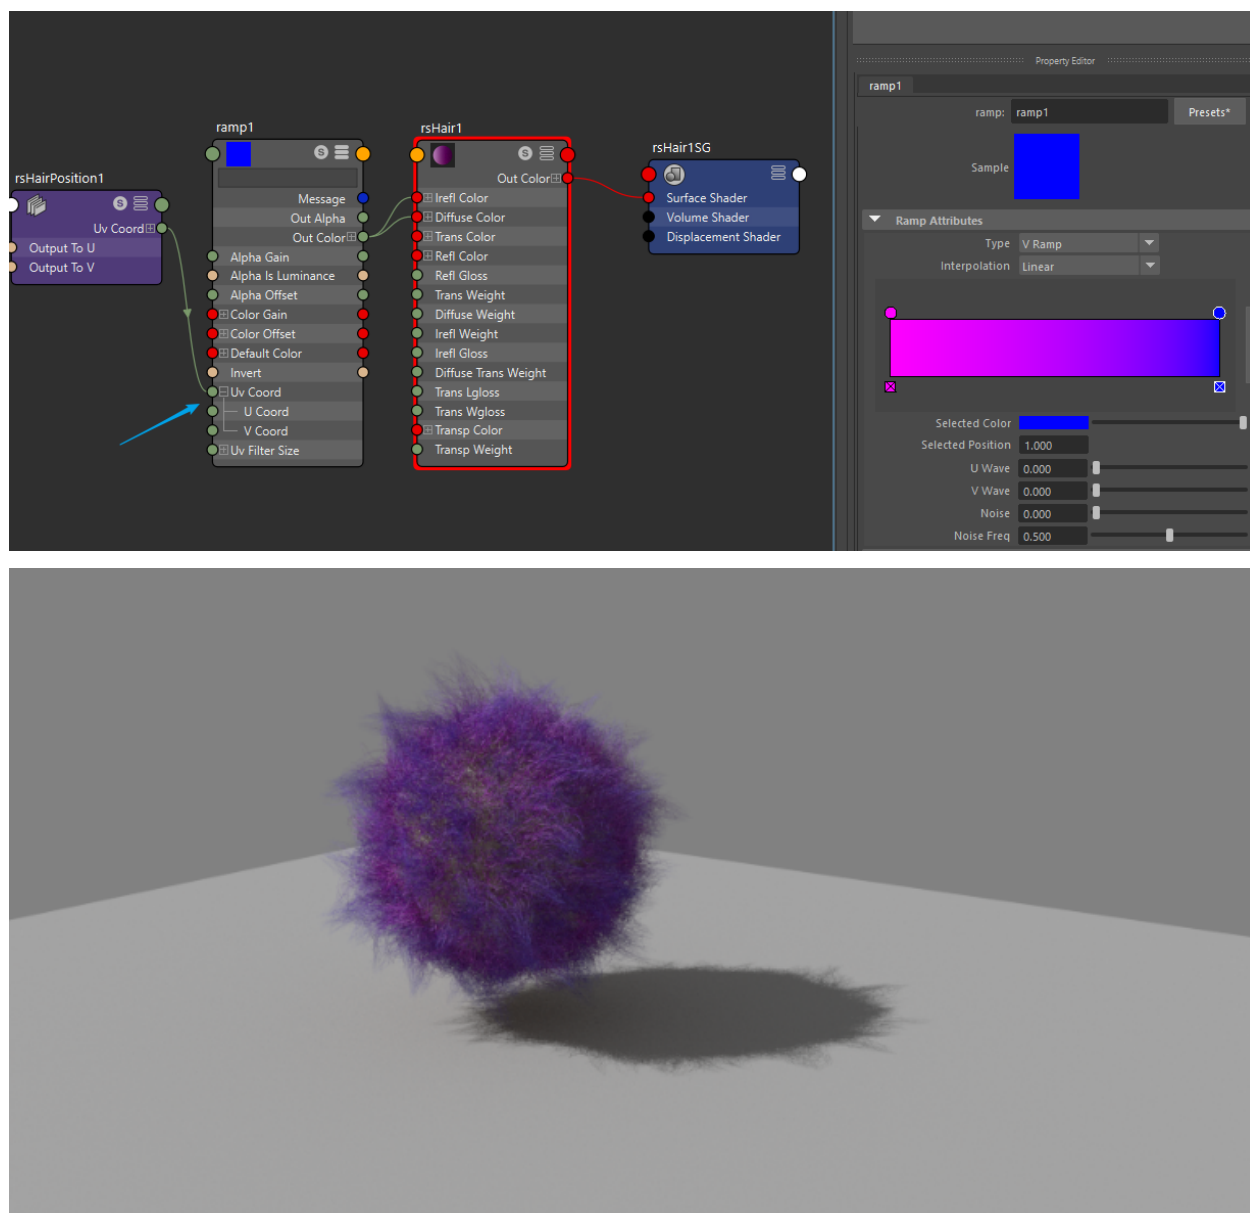 Property Editor
ramp1
ramp: ramp1 Presets*
Sample
Ramp Attributes
Type V Ramp
Interpolation Linear
Selected Color
Selected Position 1.000
U Wave 0.000
V Wave 0.000
Noise 0.000
Noise Freq 0.500
rsHairPosition1
S
Uv Coord
Output To U
Output To V
ramp1
S
Message
Out Alpha
Out Color
Alpha Gain
Alpha Is Luminance
Alpha Offset
Color Gain
Color Offset
Default Color
Invert
Uv Coord
U Coord
V Coord
Uv Filter Size
rsHair1
S
Out Color
Irefl Color
Diffuse Color
Trans Color
Refl Color
Refl Gloss
Trans Weight
Diffuse Weight
Irefl Weight
Irefl Gloss
Diffuse Trans Weight
Trans Lgloss
Trans Wgloss
Transp Color
Transp Weight
rsHair1SG
Surface Shader
Volume Shader
Displacement Shader